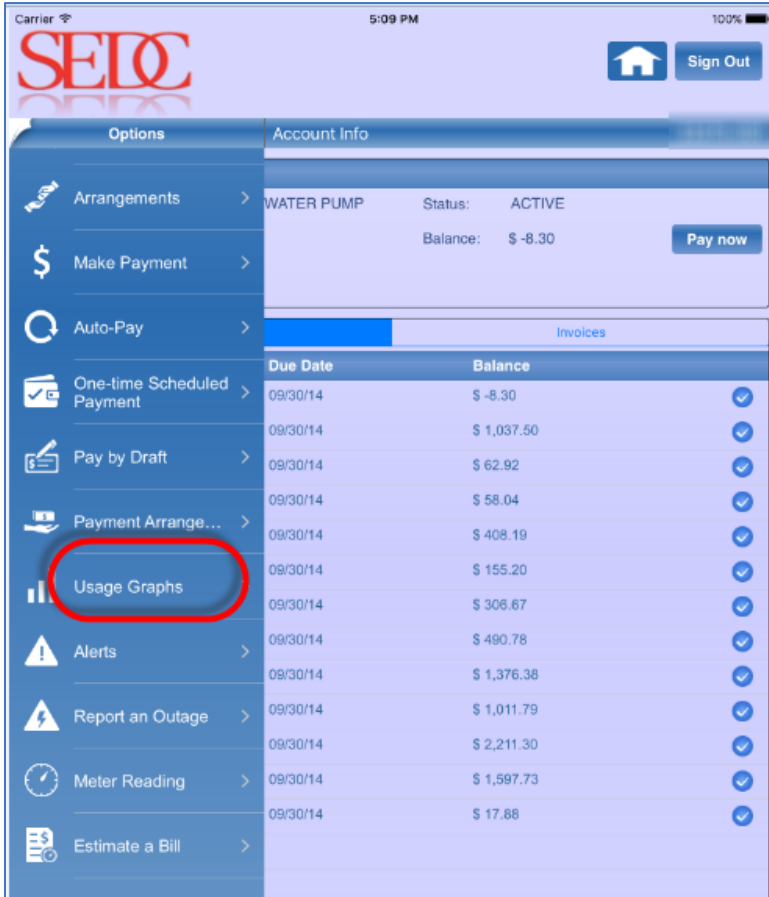 Carrier 5:09 PM 100%
SEDC
Sign Out
Options
Account Info
Arrangements
WATER PUMP Status: ACTIVE
Balance: $ -8.30 Pay now
Make Payment
Auto-Pay
Invoices
One-time Scheduled
Payment
Pay by Draft
Payment Arrange...
Usage Graphs
Alerts
Report an Outage
Meter Reading
Estimate a Bill
Due Date Balance
09/30/14 $ -8.30
09/30/14 $ 1,037.50
09/30/14 $ 62.92
09/30/14 $ 58.04
09/30/14 $ 408.19
09/30/14 $ 155.20
09/30/14 $ 306.67
09/30/14 $ 490.78
09/30/14 $ 1,376.38
09/30/14 $ 1,011.79
09/30/14 $ 2,211.30
09/30/14 $ 1,597.73
09/30/14 $ 17.88